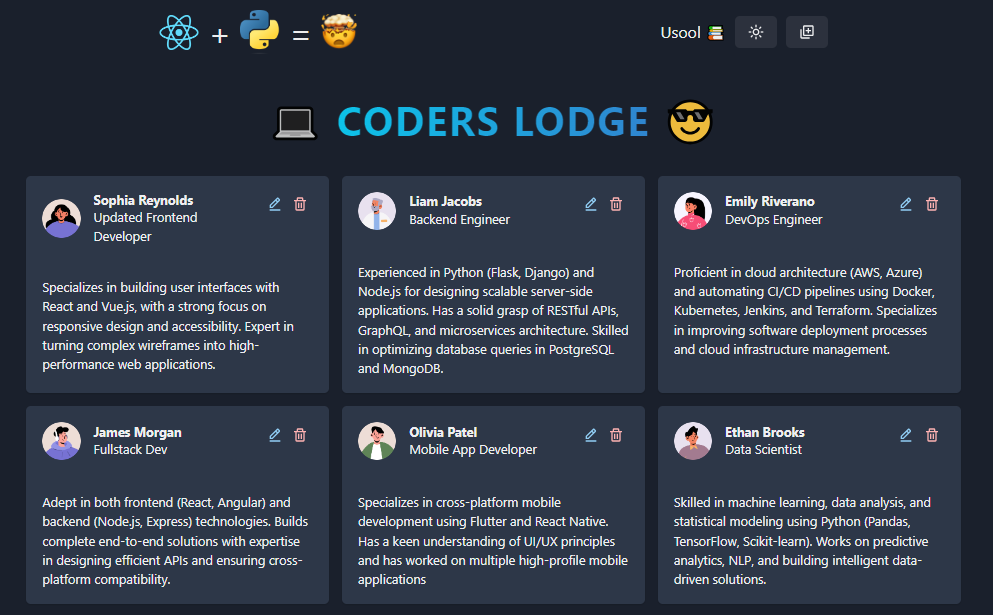 + =
Usool
CODERS LODGE
Sophia Reynolds
Updated Frontend
Developer
Specializes in building user interfaces with
React and Vue.js, with a strong focus on
responsive design and accessibility. Expert in
turning complex wireframes into high-
performance web applications.
Liam Jacobs
Backend Engineer
Experienced in Python (Flask, Django) and
Node.js for designing scalable server-side
applications. Has a solid grasp of RESTful APIs,
GraphQL, and microservices architecture. Skilled
in optimizing database queries in PostgreSQL
and MongoDB.
Emily Riverano
DevOps Engineer
Proficient in cloud architecture (AWS, Azure)
and automating CI/CD pipelines using Docker,
Kubernetes, Jenkins, and Terraform. Specializes
in improving software deployment processes
and cloud infrastructure management.
James Morgan
Fullstack Dev
Adept in both frontend (React, Angular) and
backend (Node.js, Express) technologies. Builds
complete end-to-end solutions with expertise
in designing efficient APIs and ensuring cross-
platform compatibility.
Olivia Patel
Mobile App Developer
Specializes in cross-platform mobile
development using Flutter and React Native.
Has a keen understanding of UI/UX principles
and has worked on multiple high-profile mobile
applications
Ethan Brooks
Data Scientist
Skilled in machine learning, data analysis, and
statistical modeling using Python (Pandas,
TensorFlow, Scikit-learn). Works on predictive
analytics, NLP, and building intelligent data-
driven solutions.